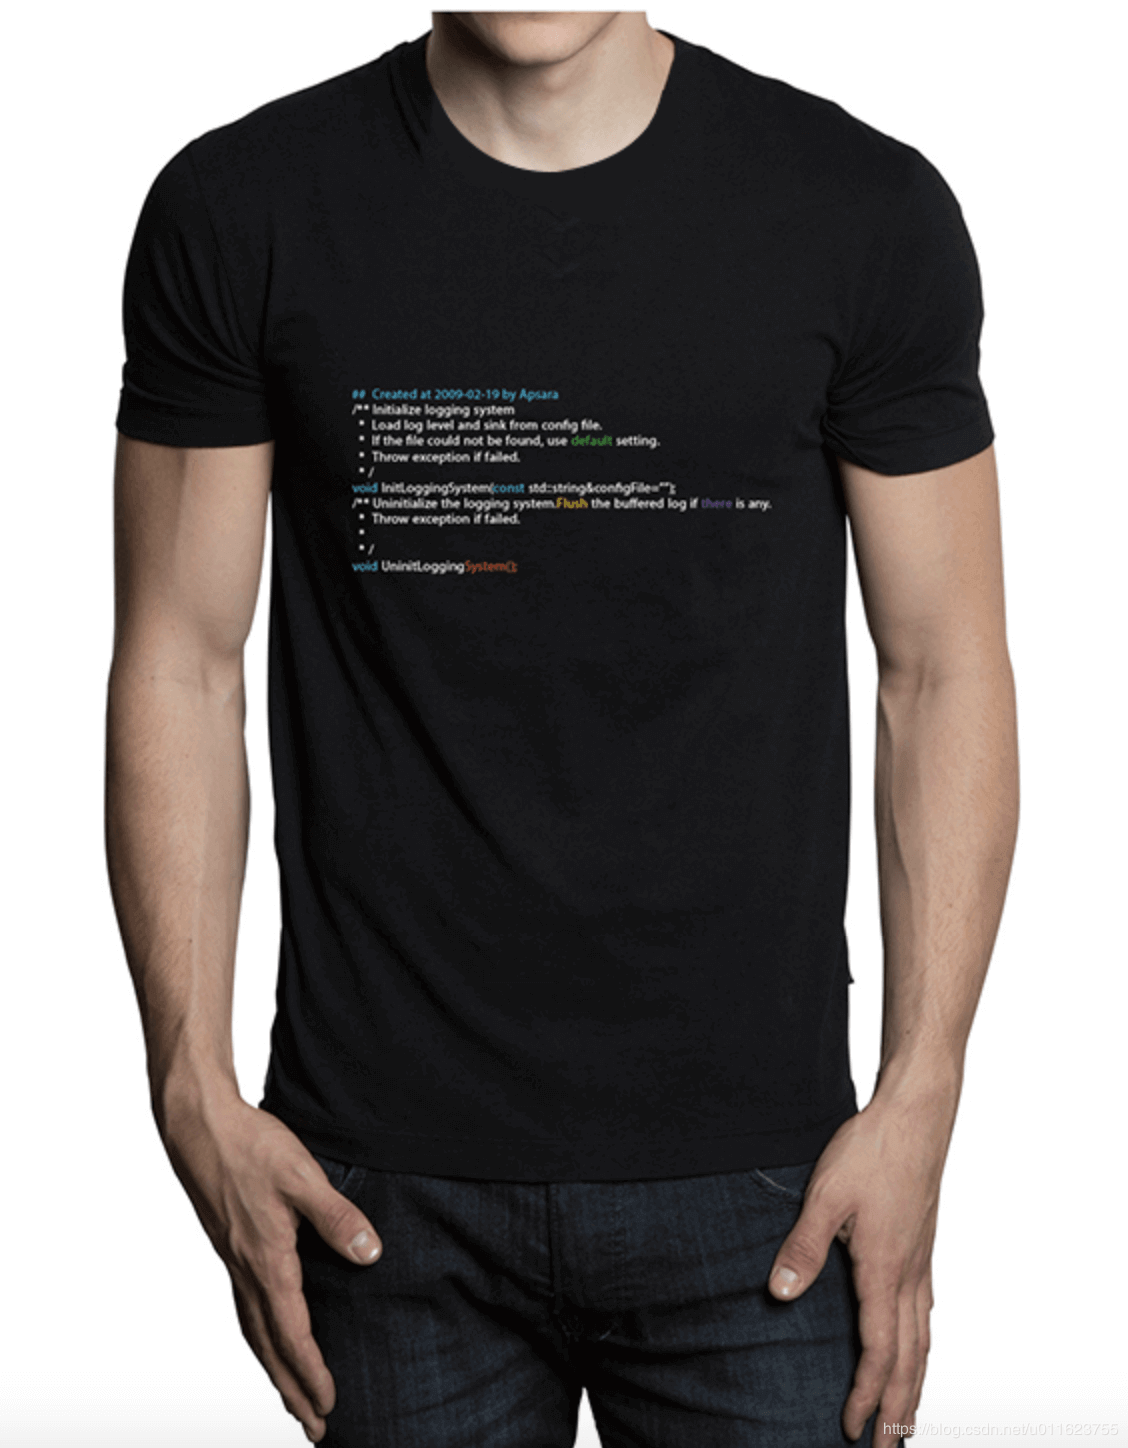 ## Created at 2009-02-19 by Apsara
/** Initialize logging system
* Load log level and sink from config file.
* If the file could not be found, use default setting.
* Throw exception if failed.
* /
void InitLoggingSystem(const std::string&configFile="");
/** Uninitialize the logging system.Flush the buffered log if there is any.
* Throw exception if failed.
*
* /
void UninitLoggingSystem();
https://blog.csdn.net/u011623755